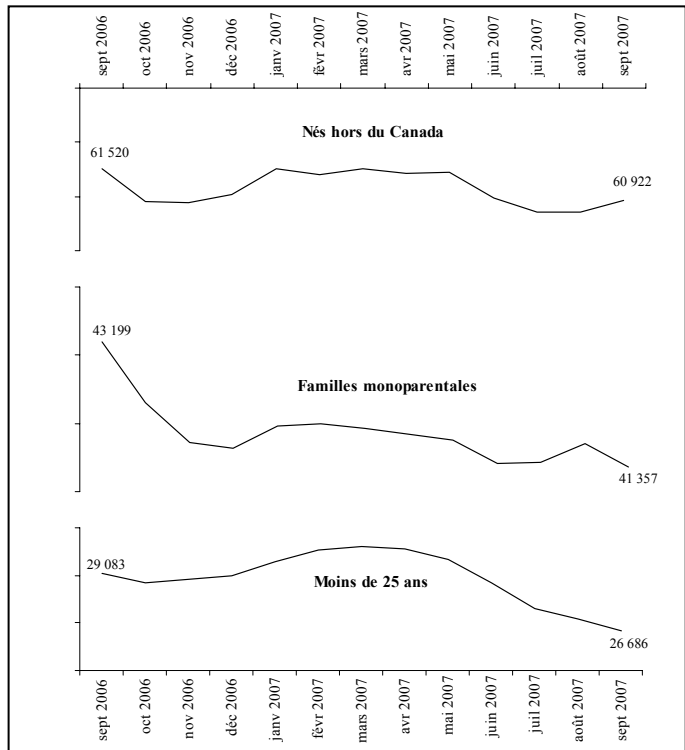 sept 2006
oct 2006
nov 2006
déc 2006
janv 2007
févr 2007
mars 2007
avr 2007
mai 2007
juin 2007
juil 2007
août 2007
sept 2007
Nés hors du Canada
61 520
60 922
43 199
Familles monoparentales
41 357
29 083
Moins de 25 ans
26 686
sept 2006
oct 2006
nov 2006
déc 2006
janv 2007
févr 2007
mars 2007
avr 2007
mai 2007
juin 2007
juil 2007
août 2007
sept 2007